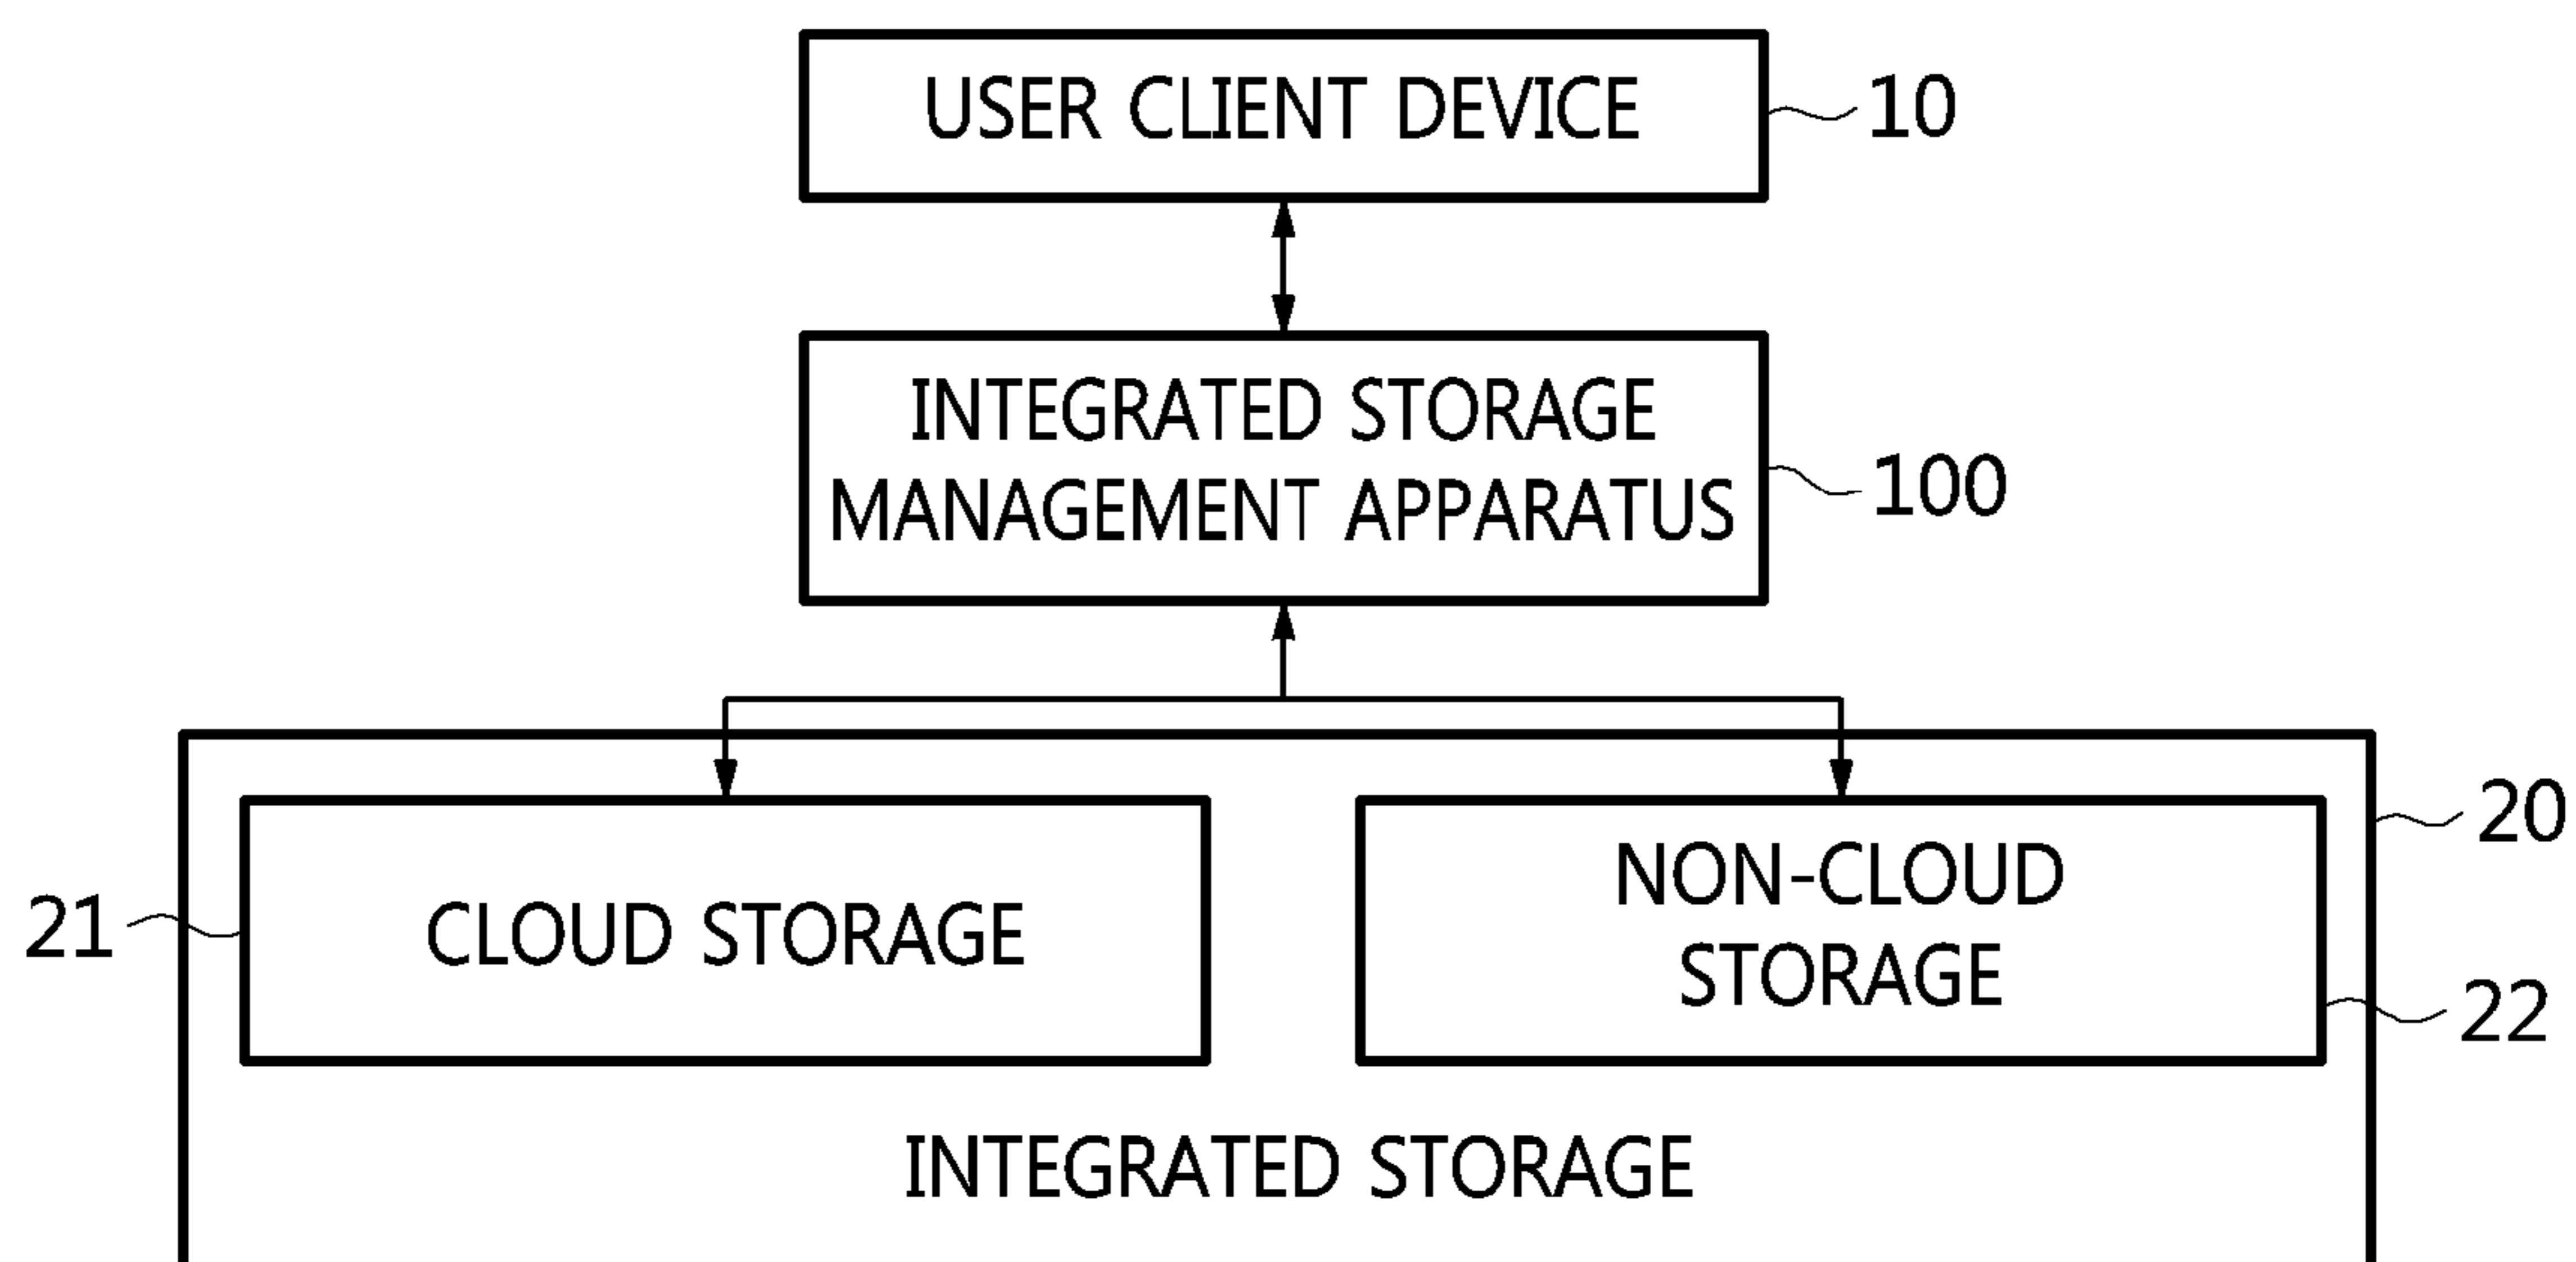 USER CLIENT DEVICE
10
INTEGRATED STORAGE
MANAGEMENT APPARATUS
100
20
21
CLOUD STORAGE
NON-CLOUD
STORAGE
22
INTEGRATED STORAGE